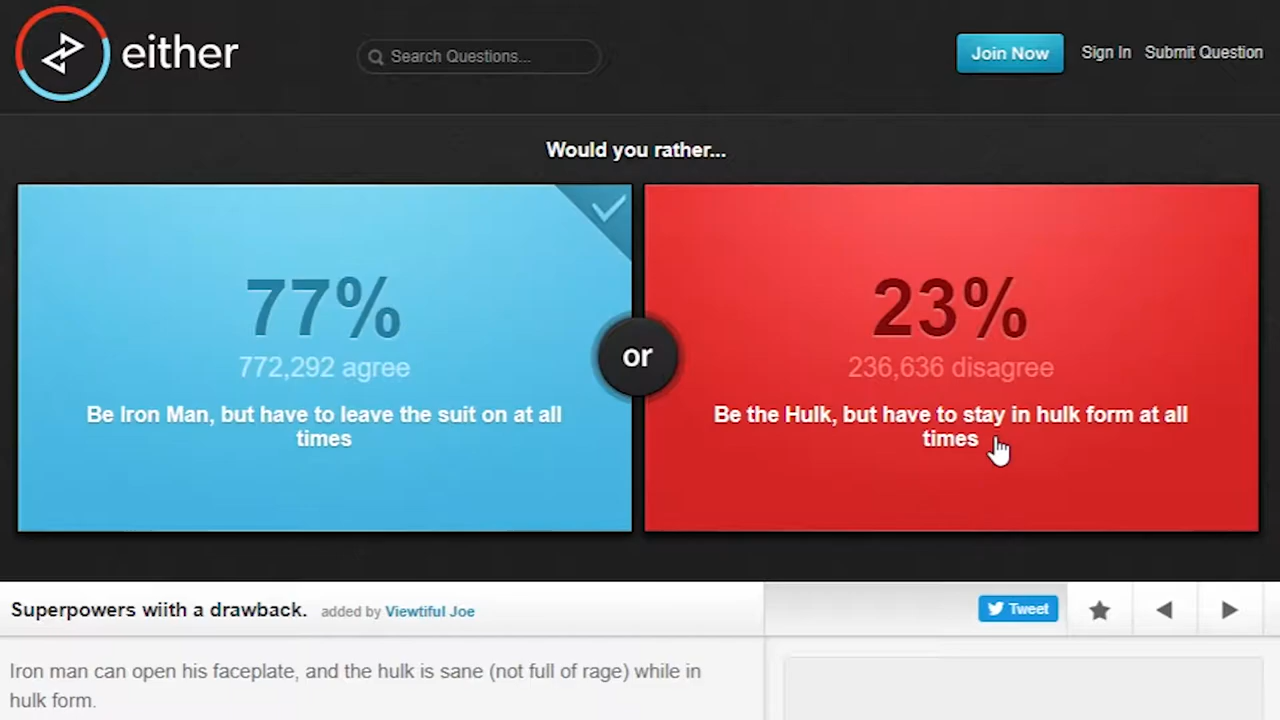 either
Search Questions...
Join Now
Sign In
Submit Question
Would you rather...
77%
772,292 agree
Be Iron Man, but have to leave the suit on at all
times
or
23%
236,636 disagree
Be the Hulk, but have to stay in hulk form at all
times
Superpowers wiith a drawback.
added by Viewtiful Joe
Tweet
Iron man can open his faceplate, and the hulk is sane (not full of rage) while in
hulk form.